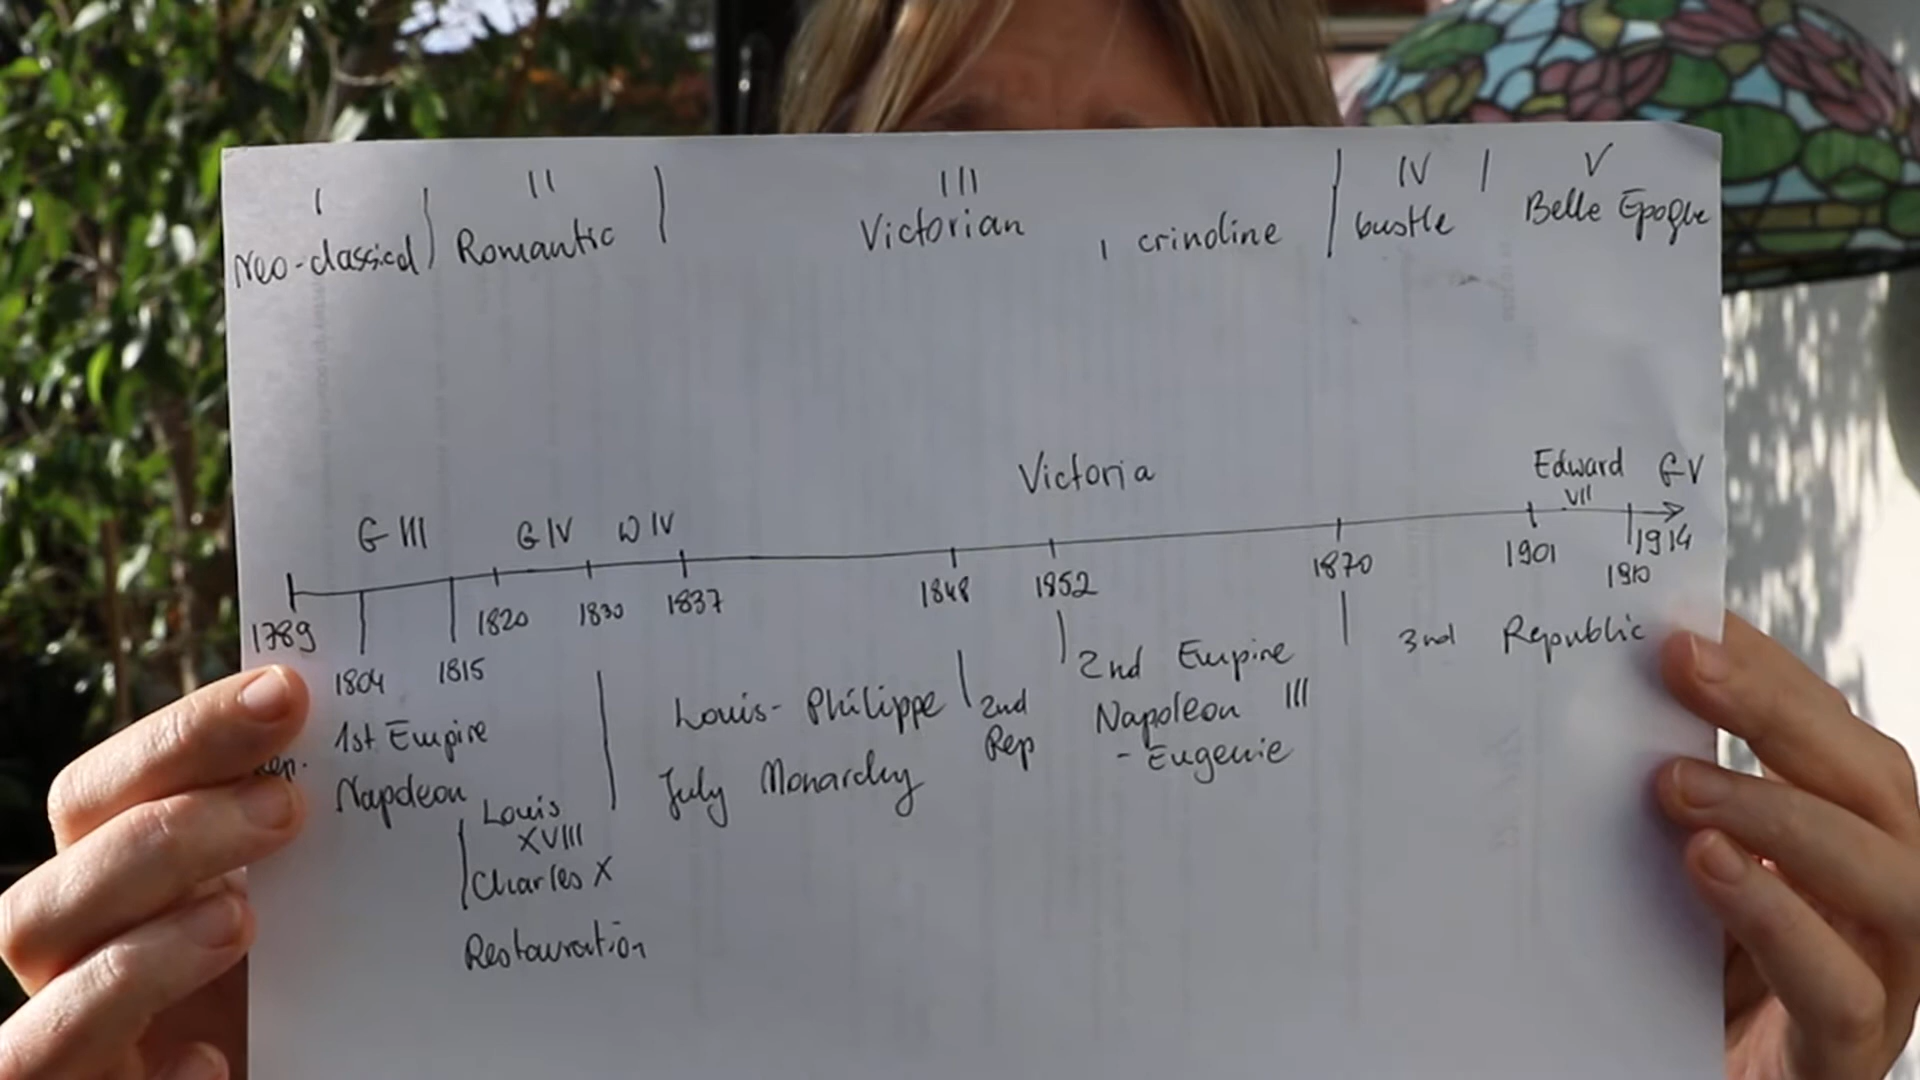 I II III IV V
Neo-classical Romantic Victorian crinoline bustle Belle Epoque
Victoria Edward VII G V
G III G IV W IV
1789 1804 1815 1820 1830 1837 1848 1852 1870 1901 1910 1914
Rep.
1st Empire
Napoleon
Louis
XVIII
Charles X
Restauration
Louis-Philippe
July Monarchy
2nd
Rep
2nd Empire
Napoleon III
- Eugenie
3nd Republic